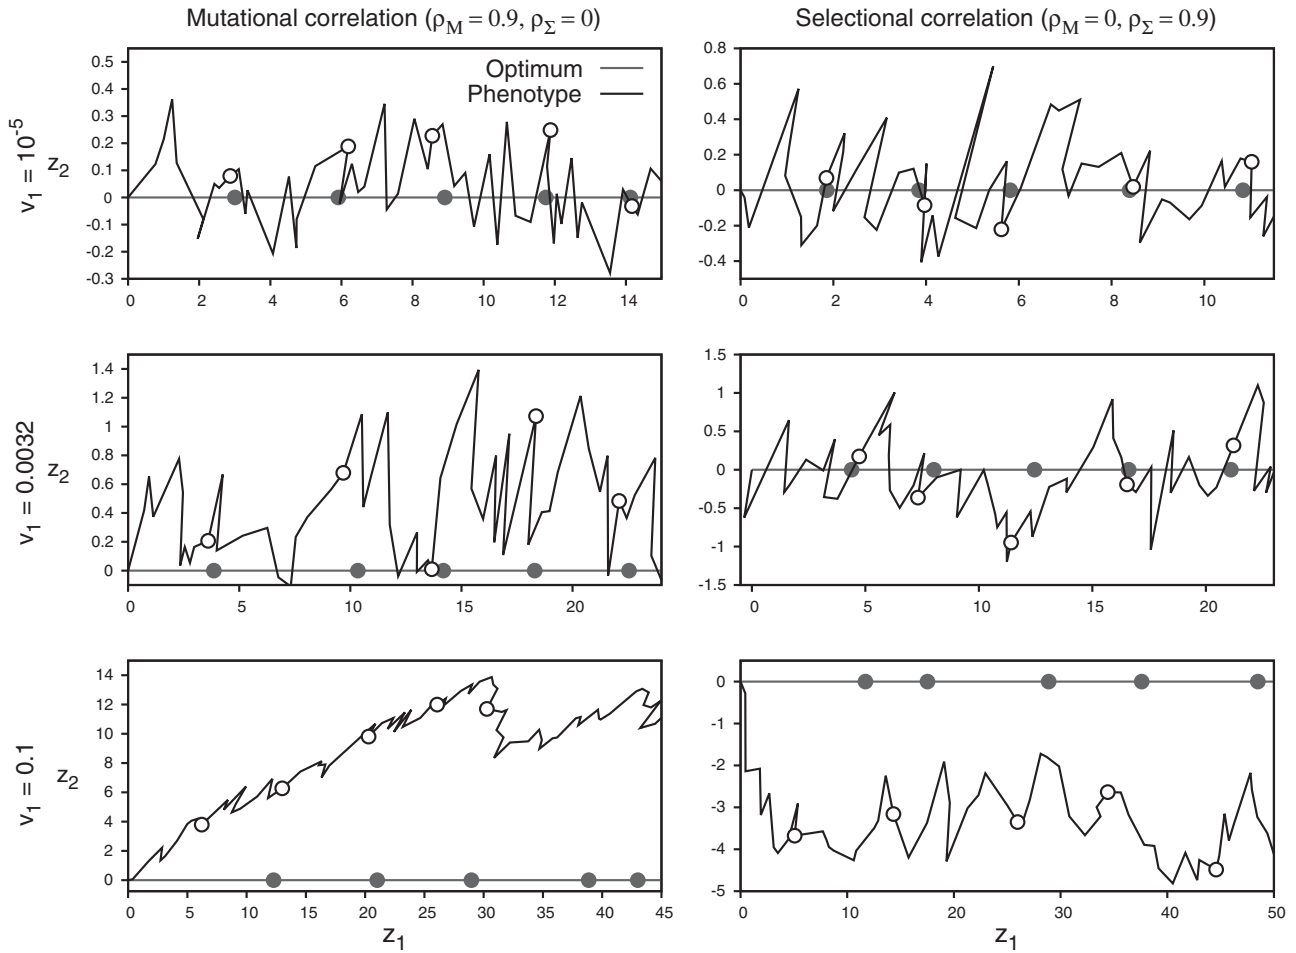 Mutational correlation (ρM = 0.9, ρΣ = 0)
Selectional correlation (ρM = 0, ρΣ = 0.9)
v1 = 10-5
z2
0.5
0.4
0.3
0.2
0.1
0
-0.1
-0.2
-0.3
Optimum
Phenotype
0 2 4 6 8 10 12 14
0.8
0.6
0.4
0.2
0
-0.2
-0.4
0 2 4 6 8 10
v1 = 0.0032
z2
1.4
1.2
1
0.8
0.6
0.4
0.2
0
0 5 10 15 20
1.5
1
0.5
0
-0.5
-1
-1.5
0 5 10 15 20
v1 = 0.1
z2
14
12
10
8
6
4
2
0
0 5 10 15 20 25 30 35 40 45
z1
0
-1
-2
-3
-4
-5
0 10 20 30 40 50
z1